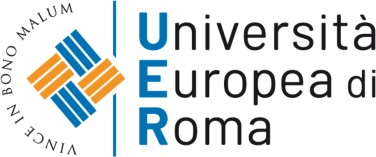 VINCE IN BONO MALUM
Università
Europea di
Roma